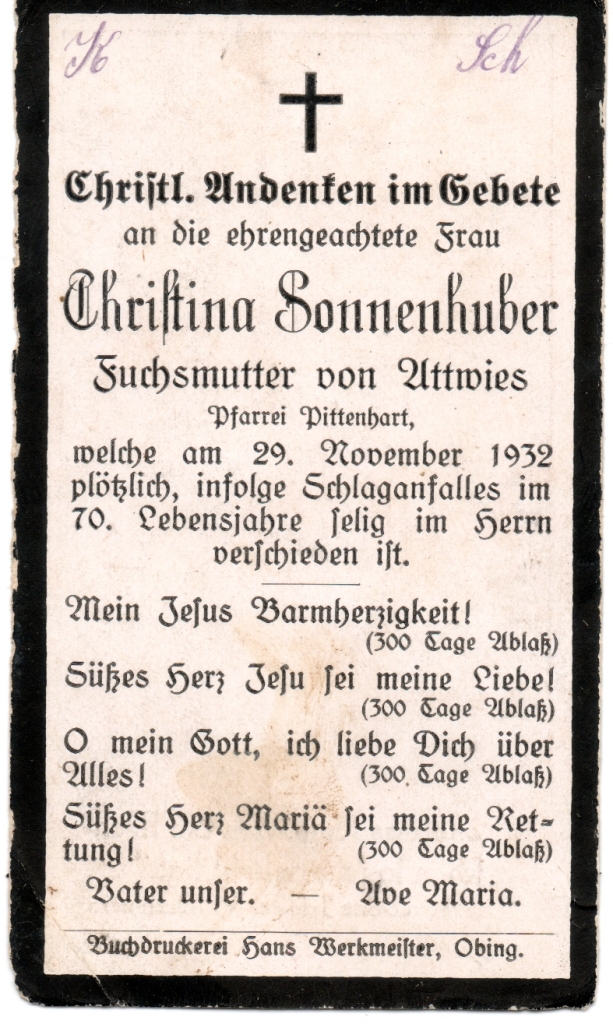 K Sch
Christl. Andenken im Gebete
an die ehrengeachtete Frau
Christina Sonnenhuber
Fuchsmutter von Attwies
Pfarrei Pittenhart,
welche am 29. November 1932
plötzlich, infolge Schlaganfalles im
70. Lebensjahre selig im Herrn
verschieden ist.
Mein Jesus Barmherzigkeit!
(300 Tage Ablaß)
Süßes Herz Jesu sei meine Liebe!
(300 Tage Ablaß)
O mein Gott, ich liebe Dich über
Alles! (300 Tage Ablaß)
Süßes Herz Mariä sei meine Ret-
tung! (300 Tage Ablaß)
Vater unser. — Ave Maria.
Buchdruckerei Hans Werkmeister, Obing.